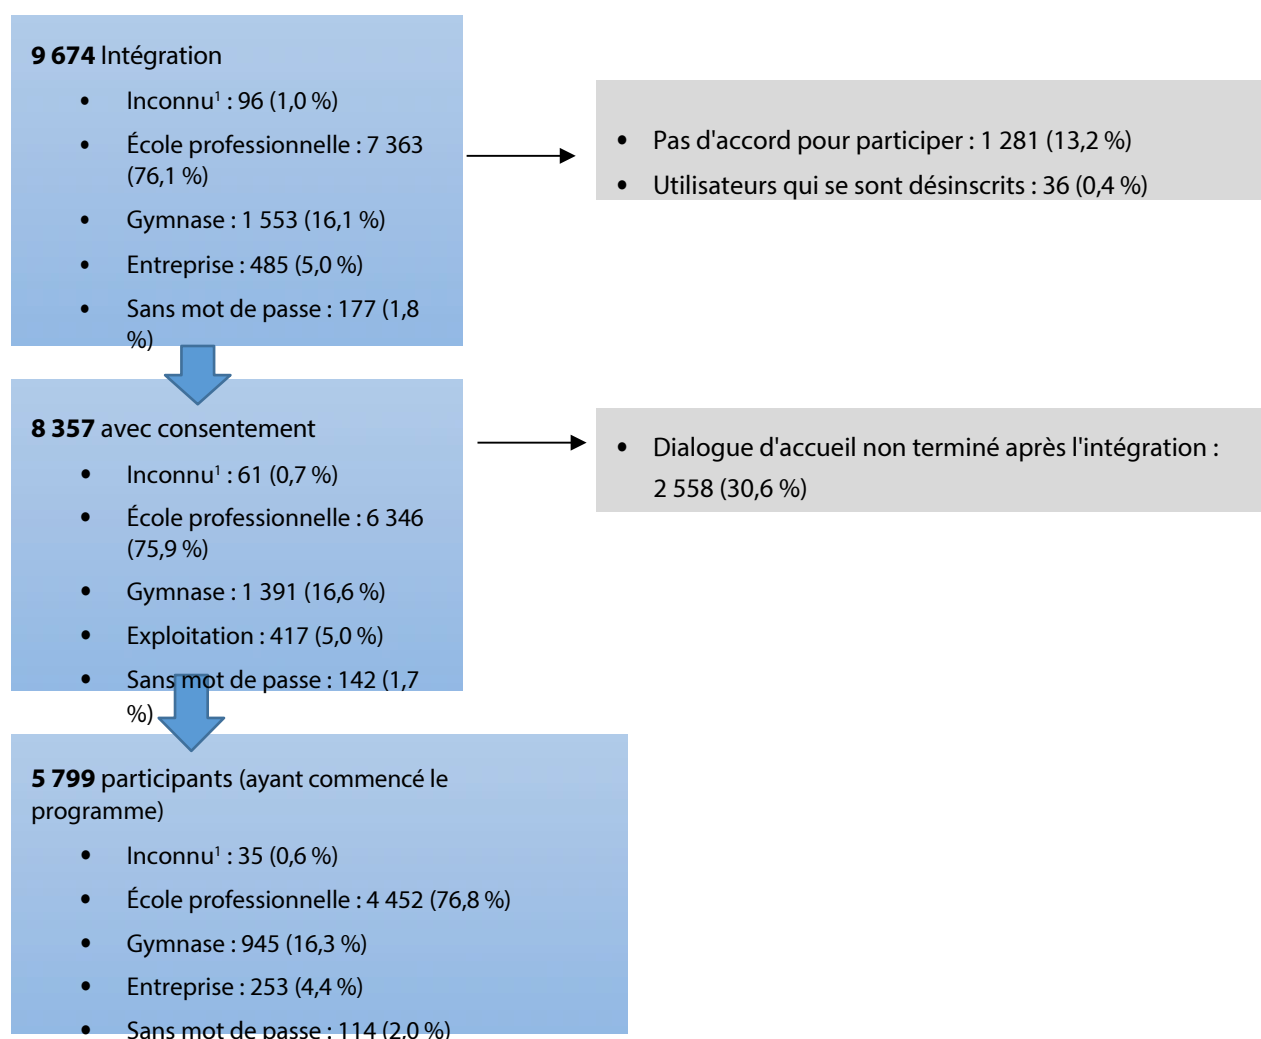 9 674 Intégration
• Inconnu¹ : 96 (1,0 %)
• École professionnelle : 7 363
(76,1 %)
• Gymnase : 1 553 (16,1 %)
• Entreprise : 485 (5,0 %)
• Sans mot de passe : 177 (1,8
%)
• Pas d'accord pour participer : 1 281 (13,2 %)
• Utilisateurs qui se sont désinscrits : 36 (0,4 %)
8 357 avec consentement
• Inconnu¹ : 61 (0,7 %)
• École professionnelle : 6 346
(75,9 %)
• Gymnase : 1 391 (16,6 %)
• Exploitation : 417 (5,0 %)
• Sans mot de passe : 142 (1,7
%)
• Dialogue d'accueil non terminé après l'intégration :
2 558 (30,6 %)
5 799 participants (ayant commencé le
programme)
• Inconnu¹ : 35 (0,6 %)
• École professionnelle : 4 452 (76,8 %)
• Gymnase : 945 (16,3 %)
• Entreprise : 253 (4,4 %)
• Sans mot de passe : 114 (2,0 %)